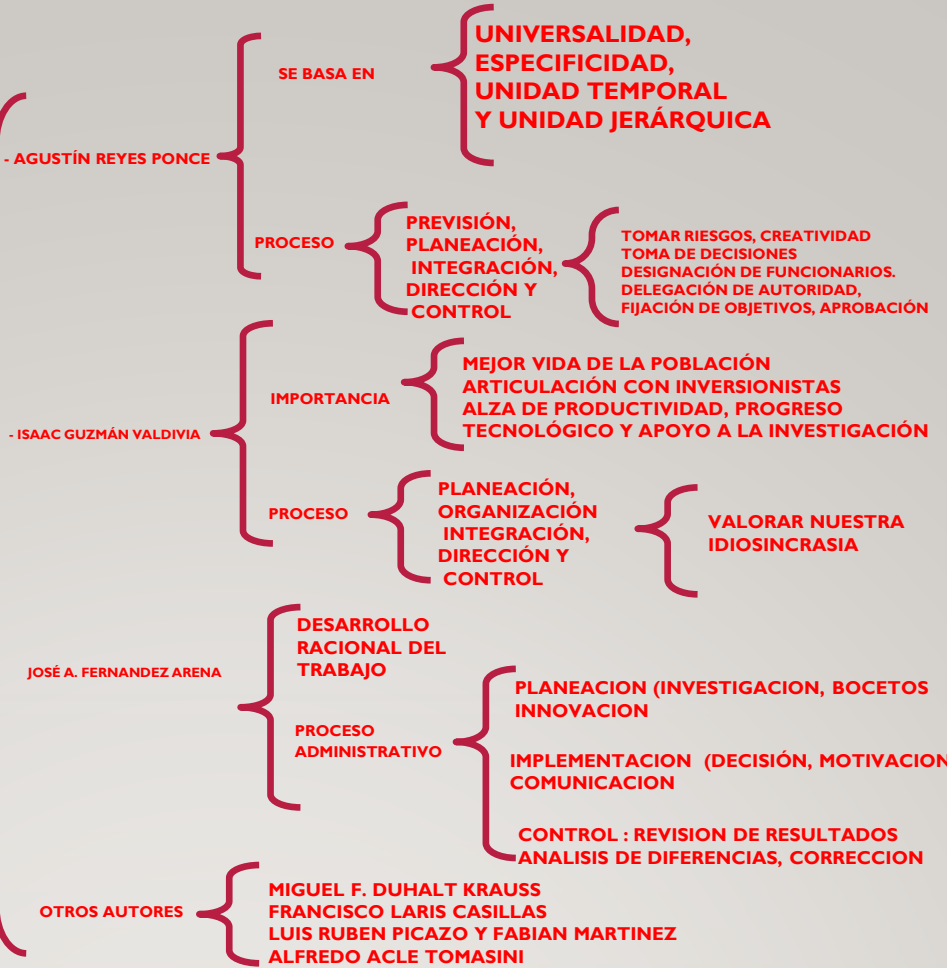 - AGUSTÍN REYES PONCE
SE BASA EN
UNIVERSALIDAD,
ESPECIFICIDAD,
UNIDAD TEMPORAL
Y UNIDAD JERÁRQUICA
PROCESO
PREVISIÓN,
PLANEACIÓN,
INTEGRACIÓN,
DIRECCIÓN Y
CONTROL
TOMAR RIESGOS, CREATIVIDAD
TOMA DE DECISIONES
DESIGNACIÓN DE FUNCIONARIOS.
DELEGACIÓN DE AUTORIDAD,
FIJACIÓN DE OBJETIVOS, APROBACIÓN
- ISAAC GUZMÁN VALDIVIA
IMPORTANCIA
MEJOR VIDA DE LA POBLACIÓN
ARTICULACIÓN CON INVERSIONISTAS
ALZA DE PRODUCTIVIDAD, PROGRESO
TECNOLÓGICO Y APOYO A LA INVESTIGACIÓN
PROCESO
PLANEACIÓN,
ORGANIZACIÓN
INTEGRACIÓN,
DIRECCIÓN Y
CONTROL
VALORAR NUESTRA
IDIOSINCRASIA
JOSÉ A. FERNANDEZ ARENA
DESARROLLO
RACIONAL DEL
TRABAJO
PROCESO
ADMINISTRATIVO
PLANEACION (INVESTIGACION, BOCETOS
INNOVACION
IMPLEMENTACION (DECISIÓN, MOTIVACION
COMUNICACION
CONTROL : REVISION DE RESULTADOS
ANALISIS DE DIFERENCIAS, CORRECCION
OTROS AUTORES
MIGUEL F. DUHALT KRAUSS
FRANCISCO LARIS CASILLAS
LUIS RUBEN PICAZO Y FABIAN MARTINEZ
ALFREDO ACLE TOMASINI